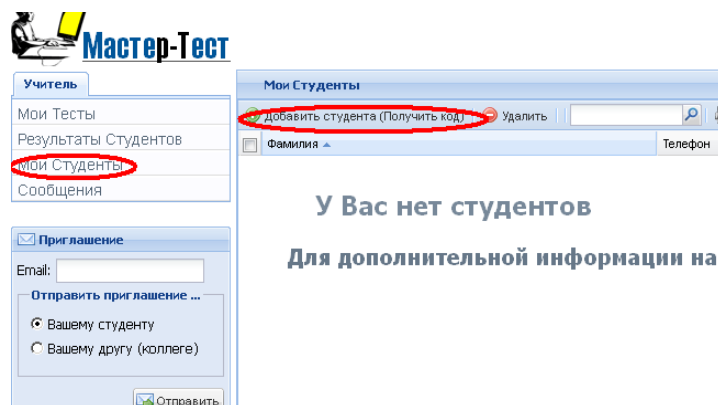 Мастер-Тест
Учитель
Мои Тесты
Результаты Студентов
Мои Студенты
Сообщения
Приглашение
Email:
Отправить приглашение ...
Вашему студенту
Вашему другу (коллеге)
Отправить
Мои Студенты
Добавить студента (Получить код)
Удалить
Фамилия
Телефон
У Вас нет студентов
Для дополнительной информации на